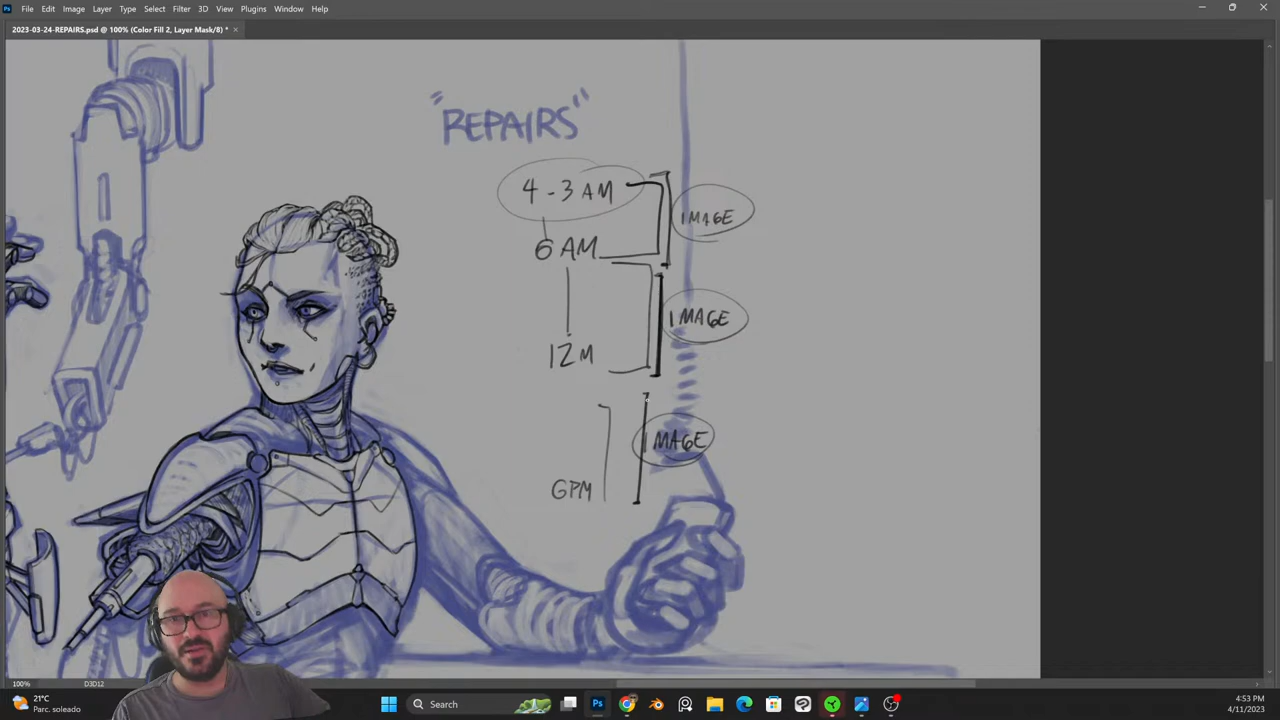 File Edit Image Layer Type Select Filter 3D View Plugins Window Help
2023-03-24-REPAIRS.psd @ 100% (Color Fill 2, Layer Mask/8) *
"REPAIRS"
4-3 AM
IMAGE
6 AM
IMAGE
12M
IMAGE
6PM
100% D3D12
21°C
Parc. soleado
Search
4:53 PM
4/11/2023